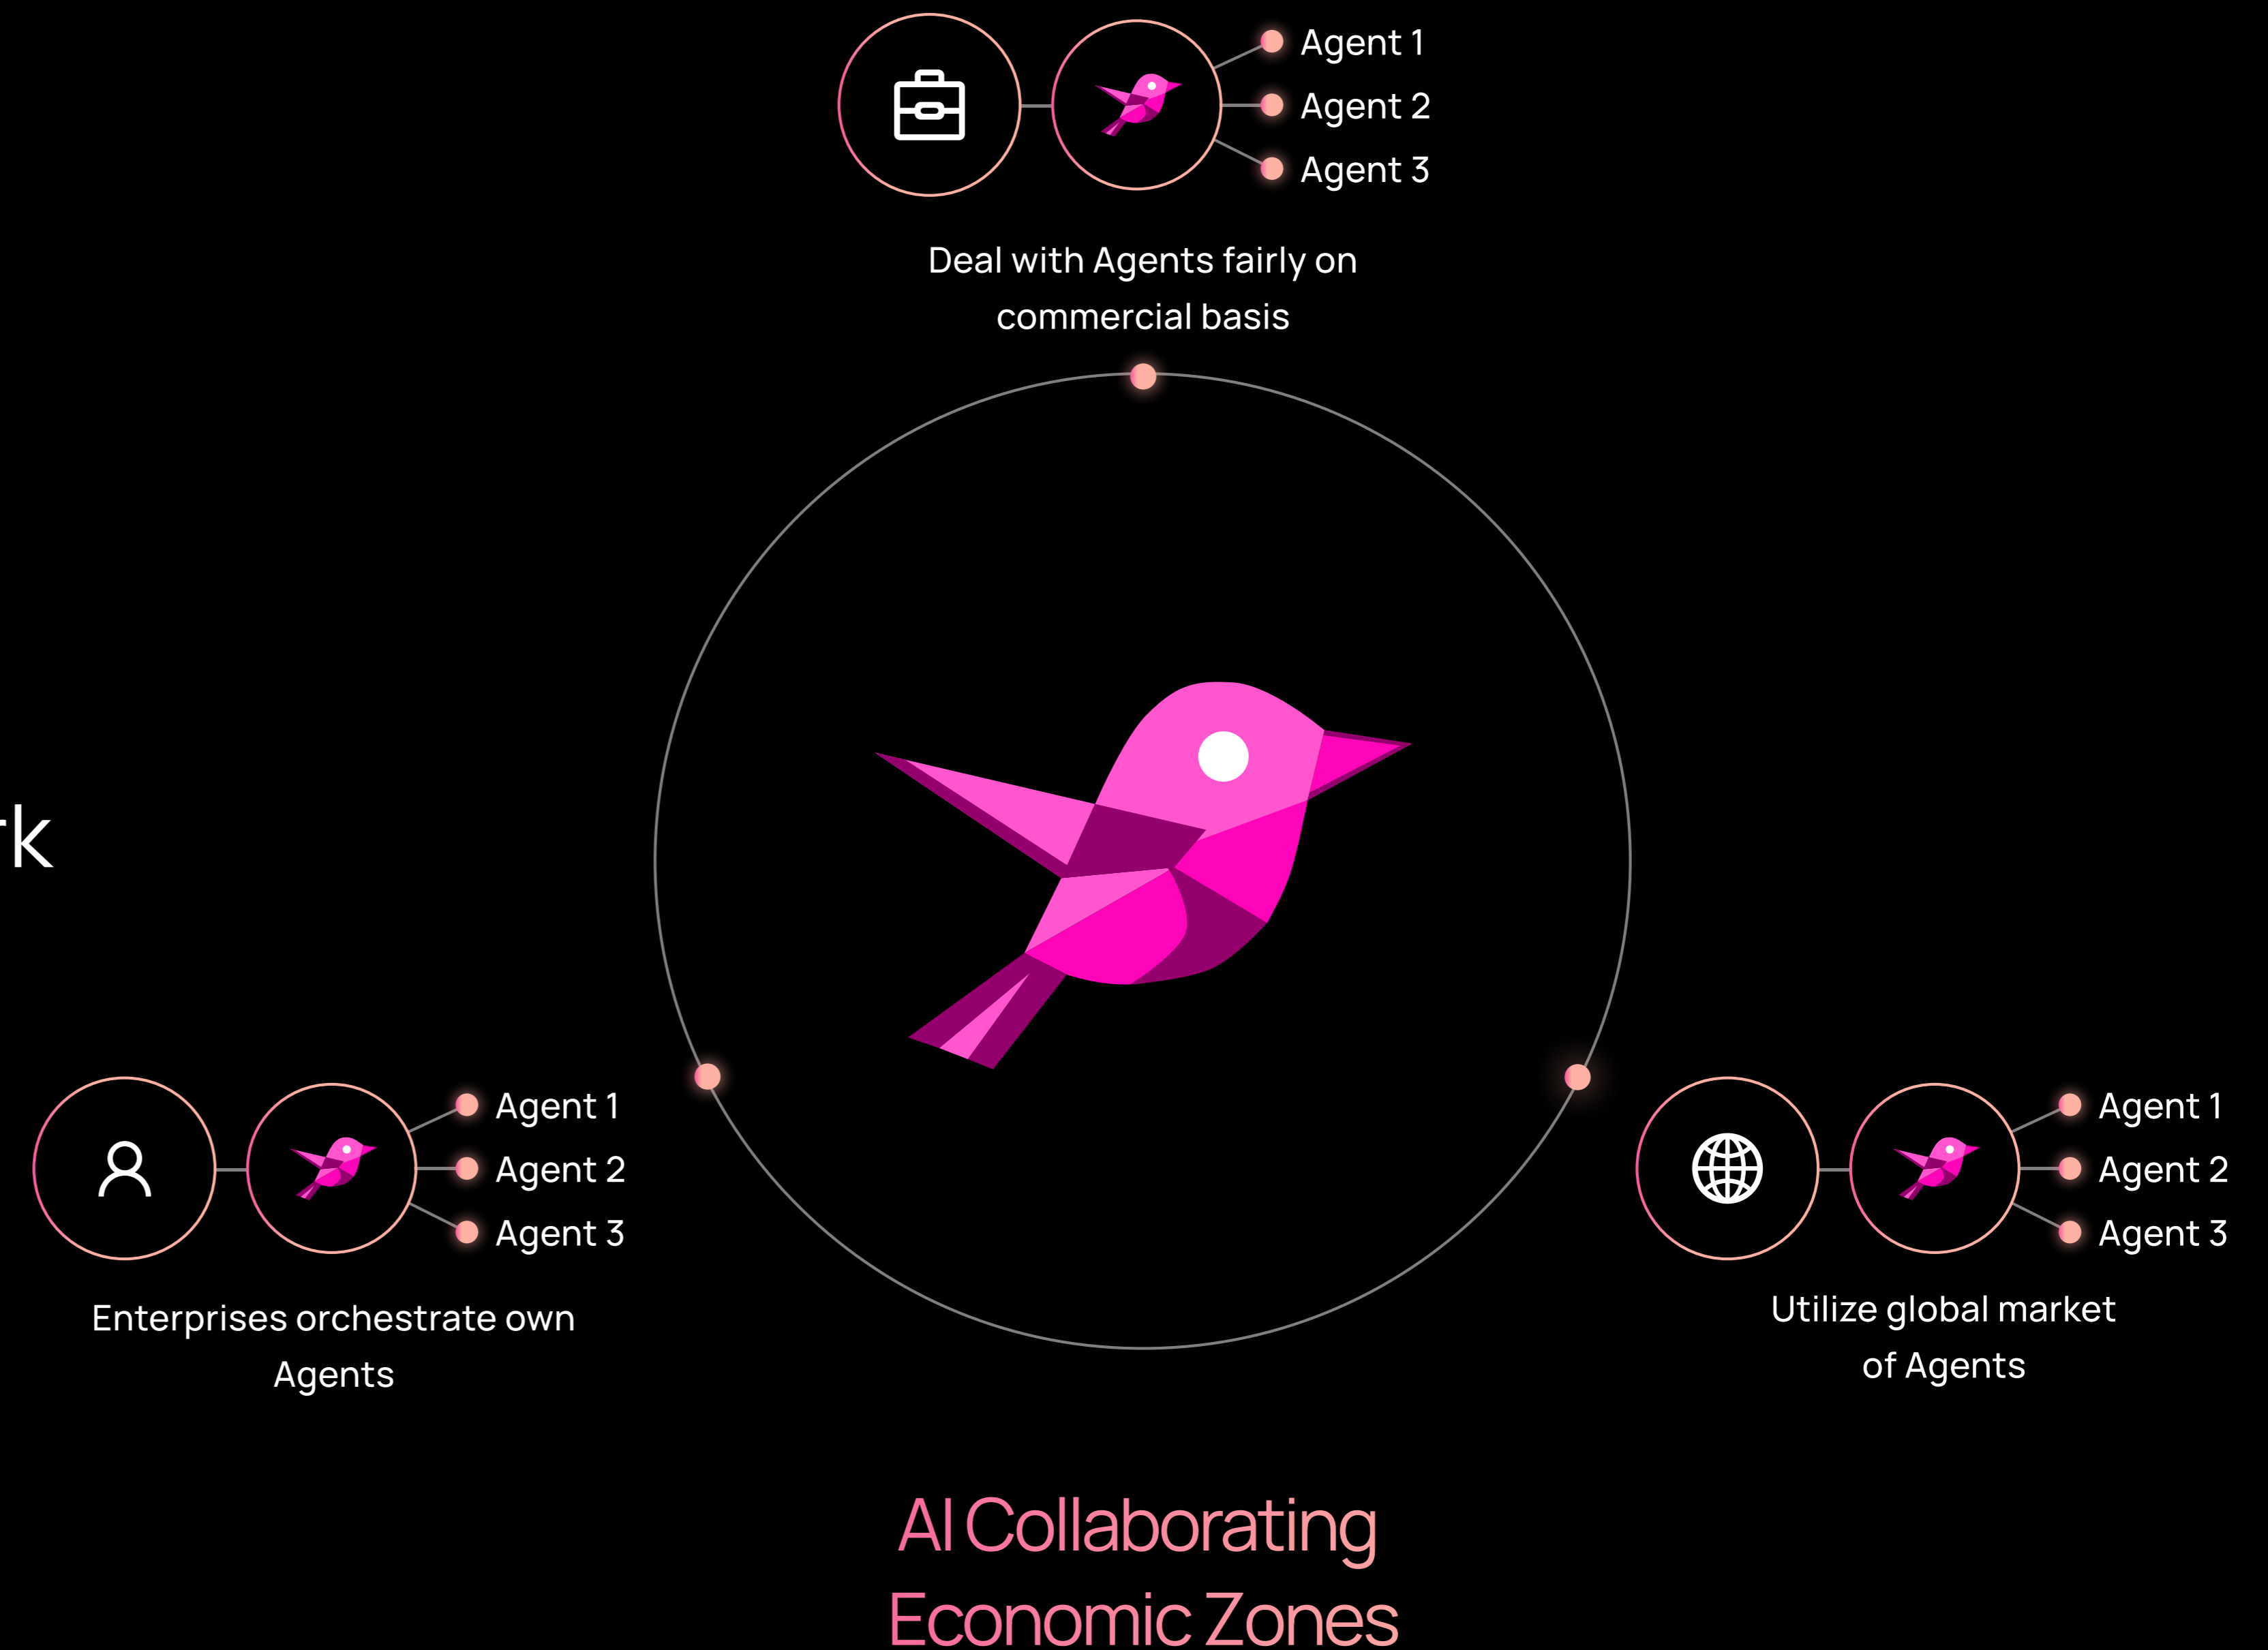 Agent 1
Agent 2
Agent 3
Deal with Agents fairly on
commercial basis
Agent 1
Agent 2
Agent 3
Enterprises orchestrate own
Agents
Agent 1
Agent 2
Agent 3
Utilize global market
of Agents
AI Collaborating
Economic Zones